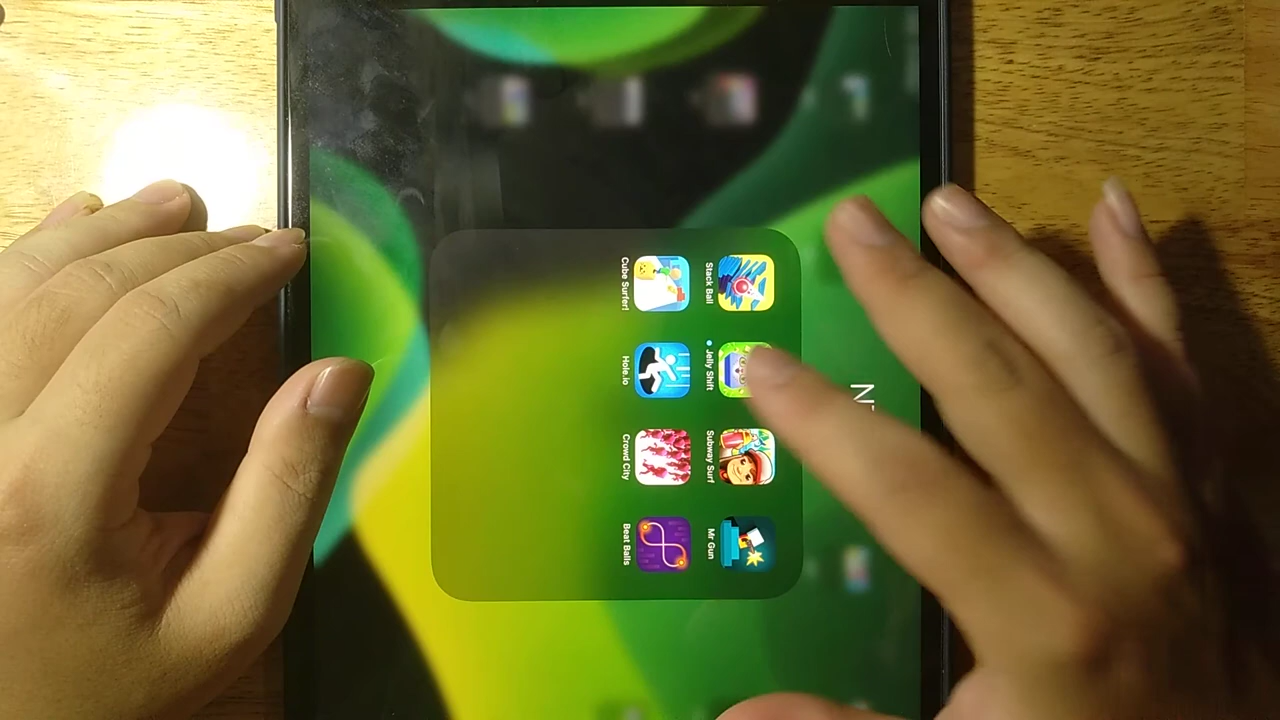 Stack Ball
Jelly Shift
Subway Surf
Mr Gun
Cube Surfer!
Hole.io
Crowd City
Beat Balls